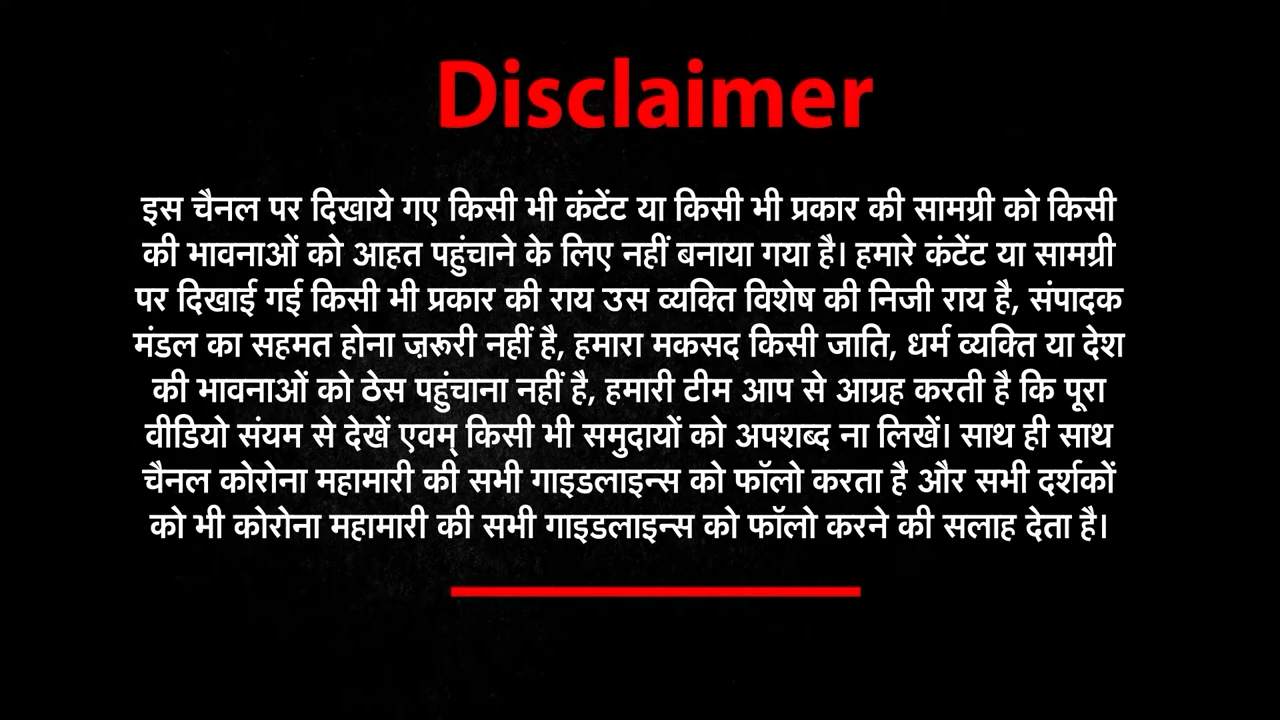 Disclaimer
इस चैनल पर दिखाये गए किसी भी कंटेंट या किसी भी प्रकार की सामग्री को किसी
की भावनाओं को आहत पहुंचाने के लिए नहीं बनाया गया है। हमारे कंटेंट या सामग्री
पर दिखाई गई किसी भी प्रकार की राय उस व्यक्ति विशेष की निजी राय है, संपादक
मंडल का सहमत होना ज़रूरी नहीं है, हमारा मकसद किसी जाति, धर्म व्यक्ति या देश
की भावनाओं को ठेस पहुंचाना नहीं है, हमारी टीम आप से आग्रह करती है कि पूरा
वीडियो संयम से देखें एवम् किसी भी समुदायों को अपशब्द ना लिखें। साथ ही साथ
चैनल कोरोना महामारी की सभी गाइडलाइन्स को फॉलो करता है और सभी दर्शकों
को भी कोरोना महामारी की सभी गाइडलाइन्स को फॉलो करने की सलाह देता है।